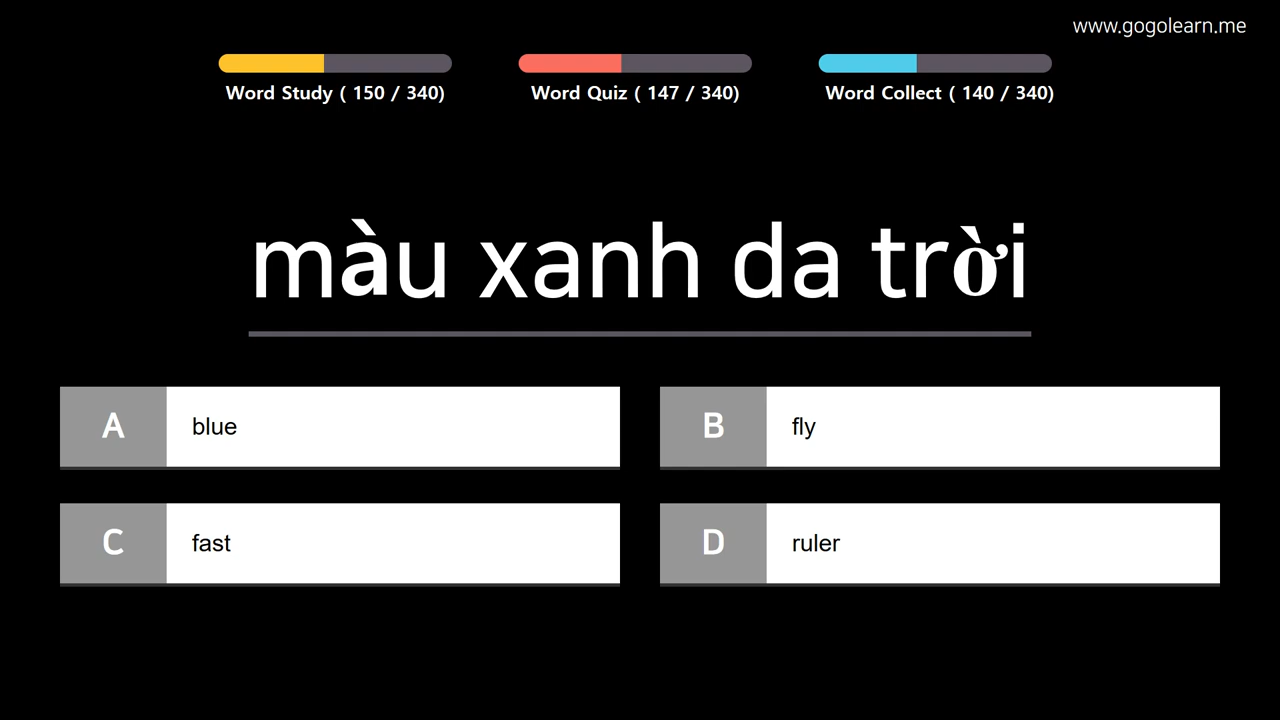 www.gogolearn.me
Word Study ( 150 / 340)
Word Quiz ( 147 / 340)
Word Collect ( 140 / 340)
màu xanh da trời
A
blue
B
fly
C
fast
D
ruler